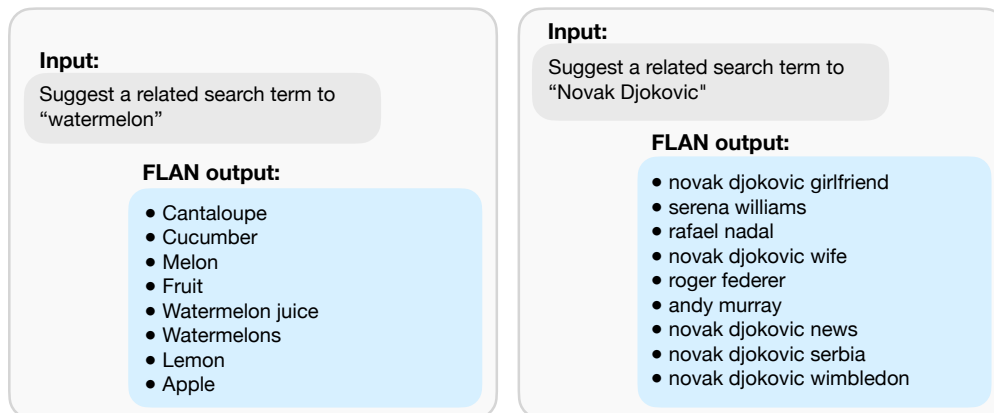 Input:
Suggest a related search term to
“watermelon”
FLAN output:
• Cantaloupe
• Cucumber
• Melon
• Fruit
• Watermelon juice
• Watermelons
• Lemon
• Apple
Input:
Suggest a related search term to
“Novak Djokovic"
FLAN output:
• novak djokovic girlfriend
• serena williams
• rafael nadal
• novak djokovic wife
• roger federer
• andy murray
• novak djokovic news
• novak djokovic serbia
• novak djokovic wimbledon